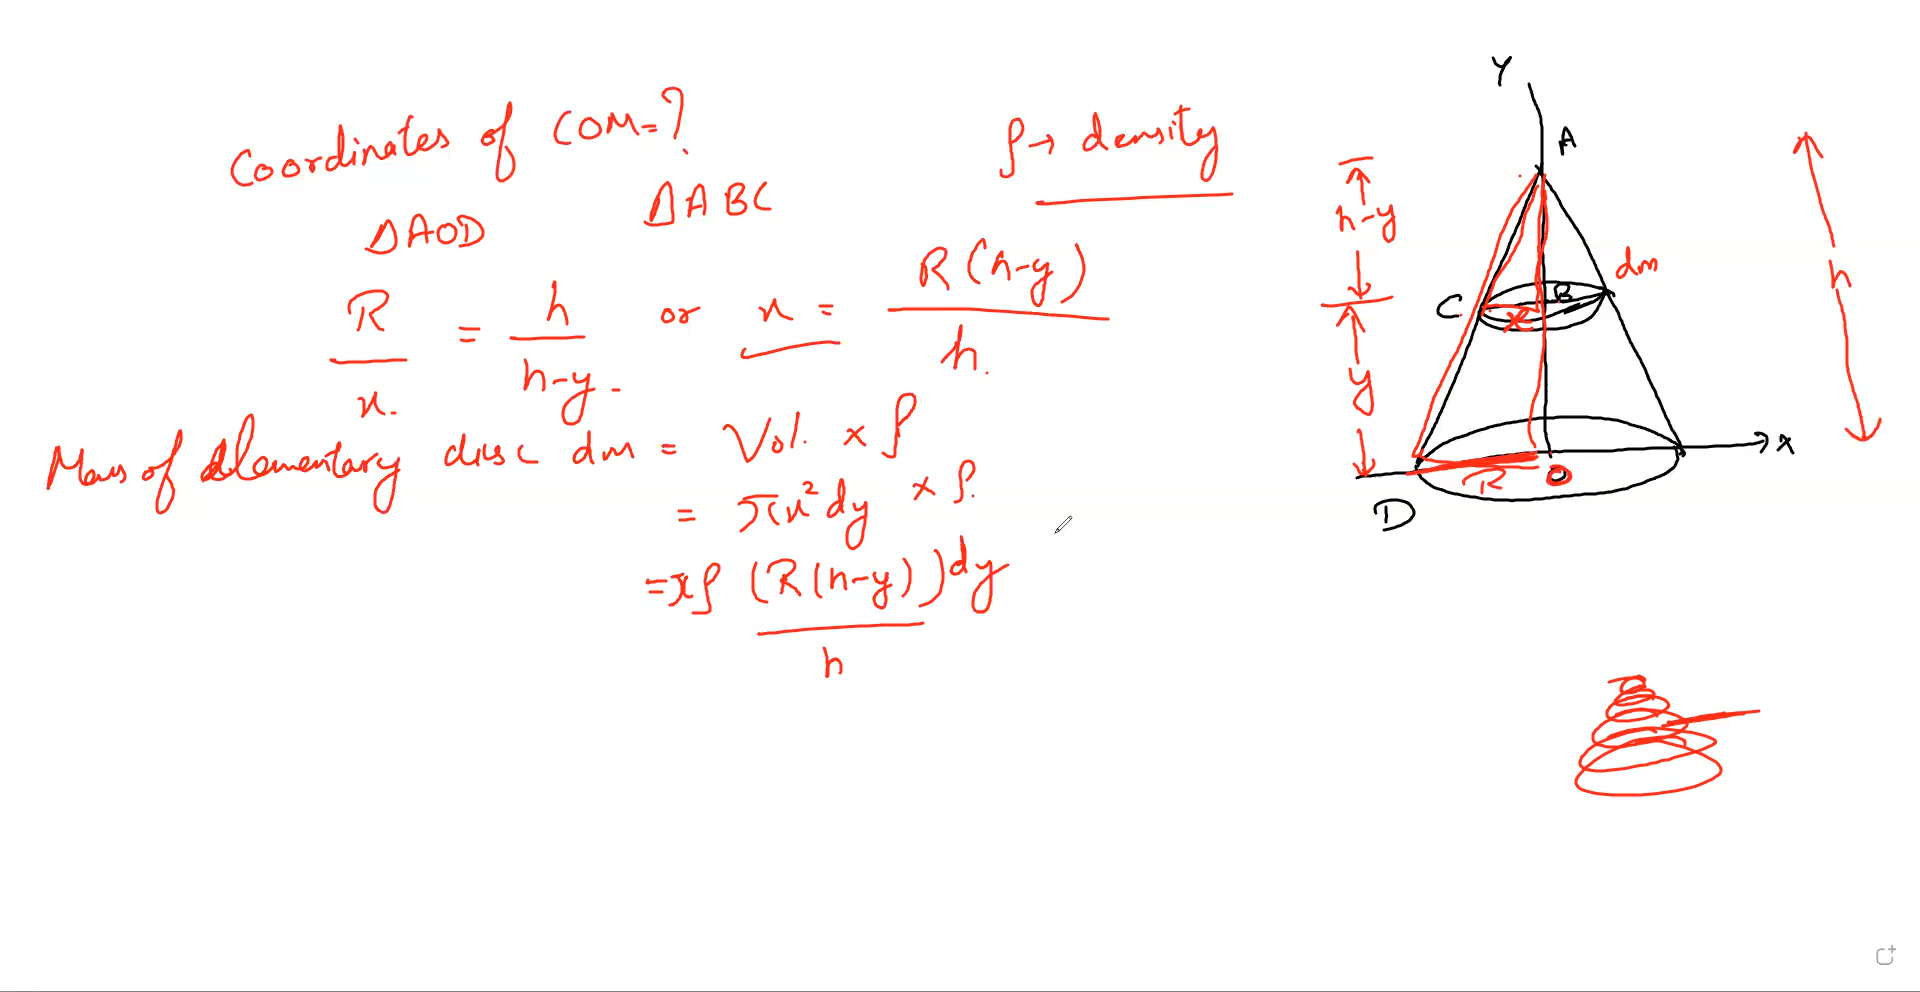 Coordinates of COM=?
ρ → density
ΔAOD ΔABC
R/x. = h/h-y. or x = R(h-y)/h.
Mass of Elementary disc dm = Vol. × ρ
= πx²dy × ρ.
=πρ (R(h-y)/h)dy
Y
A
h-y
dm
h
C
B
x
y
x
R
O
D